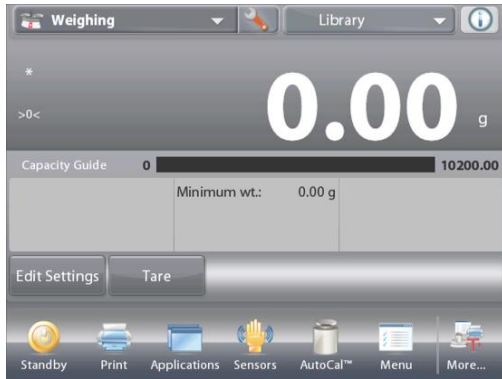 Weighing
Library
*
>0<
0.00 g
Capacity Guide 0 10200.00
Minimum wt.: 0.00 g
Edit Settings Tare
Standby Print Applications Sensors AutoCal™ Menu More...